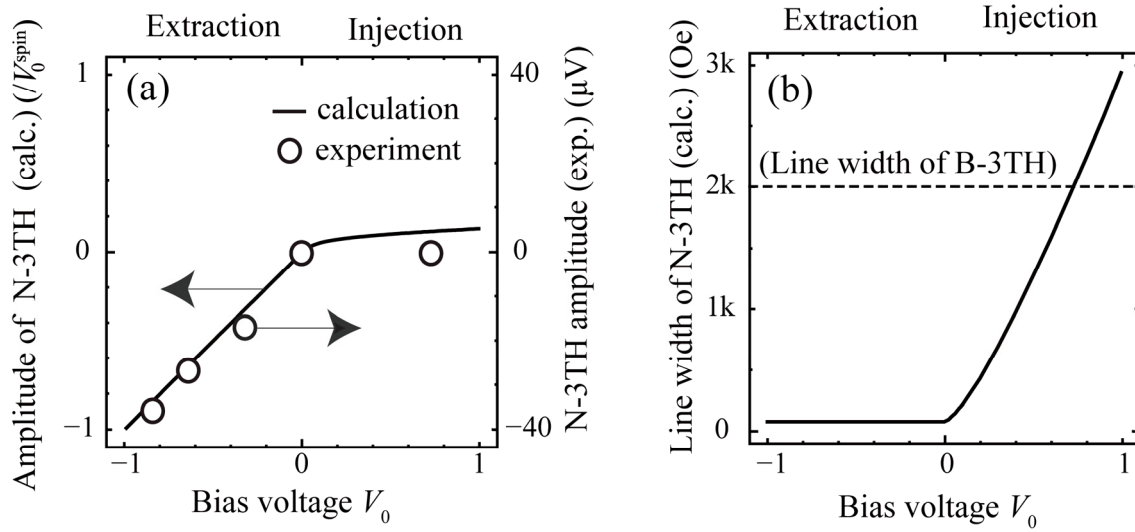 Extraction Injection
Amplitude of N-3TH (calc.) (/V₀^spin)
1
0
−1
(a)
calculation
experiment
40
0
−40
N-3TH amplitude (exp.) (μV)
−1 0 1
Bias voltage V₀
Extraction Injection
Line width of N-3TH (calc.) (Oe)
3k
2k
1k
0
(b)
(Line width of B-3TH)
−1 0 1
Bias voltage V₀